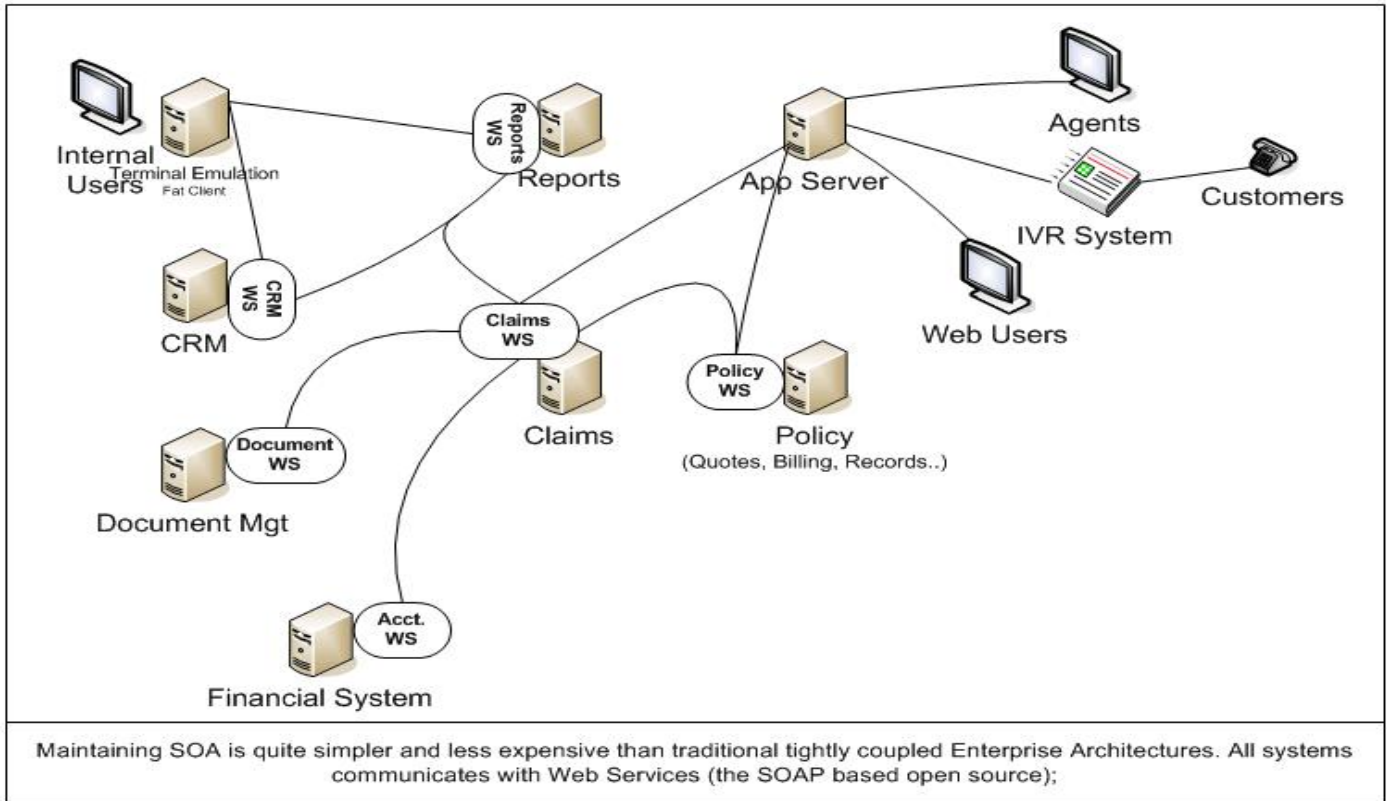 Internal
Users
Terminal Emulation
Fat Client
Reports
WS
Reports
App Server
Agents
IVR System
Customers
Web Users
CRM
WS
CRM
Claims
WS
Claims
Policy
WS
Policy
(Quotes, Billing, Records..)
Document
WS
Document Mgt
Acct.
WS
Financial System
Maintaining SOA is quite simpler and less expensive than traditional tightly coupled Enterprise Architectures. All systems
communicates with Web Services (the SOAP based open source);